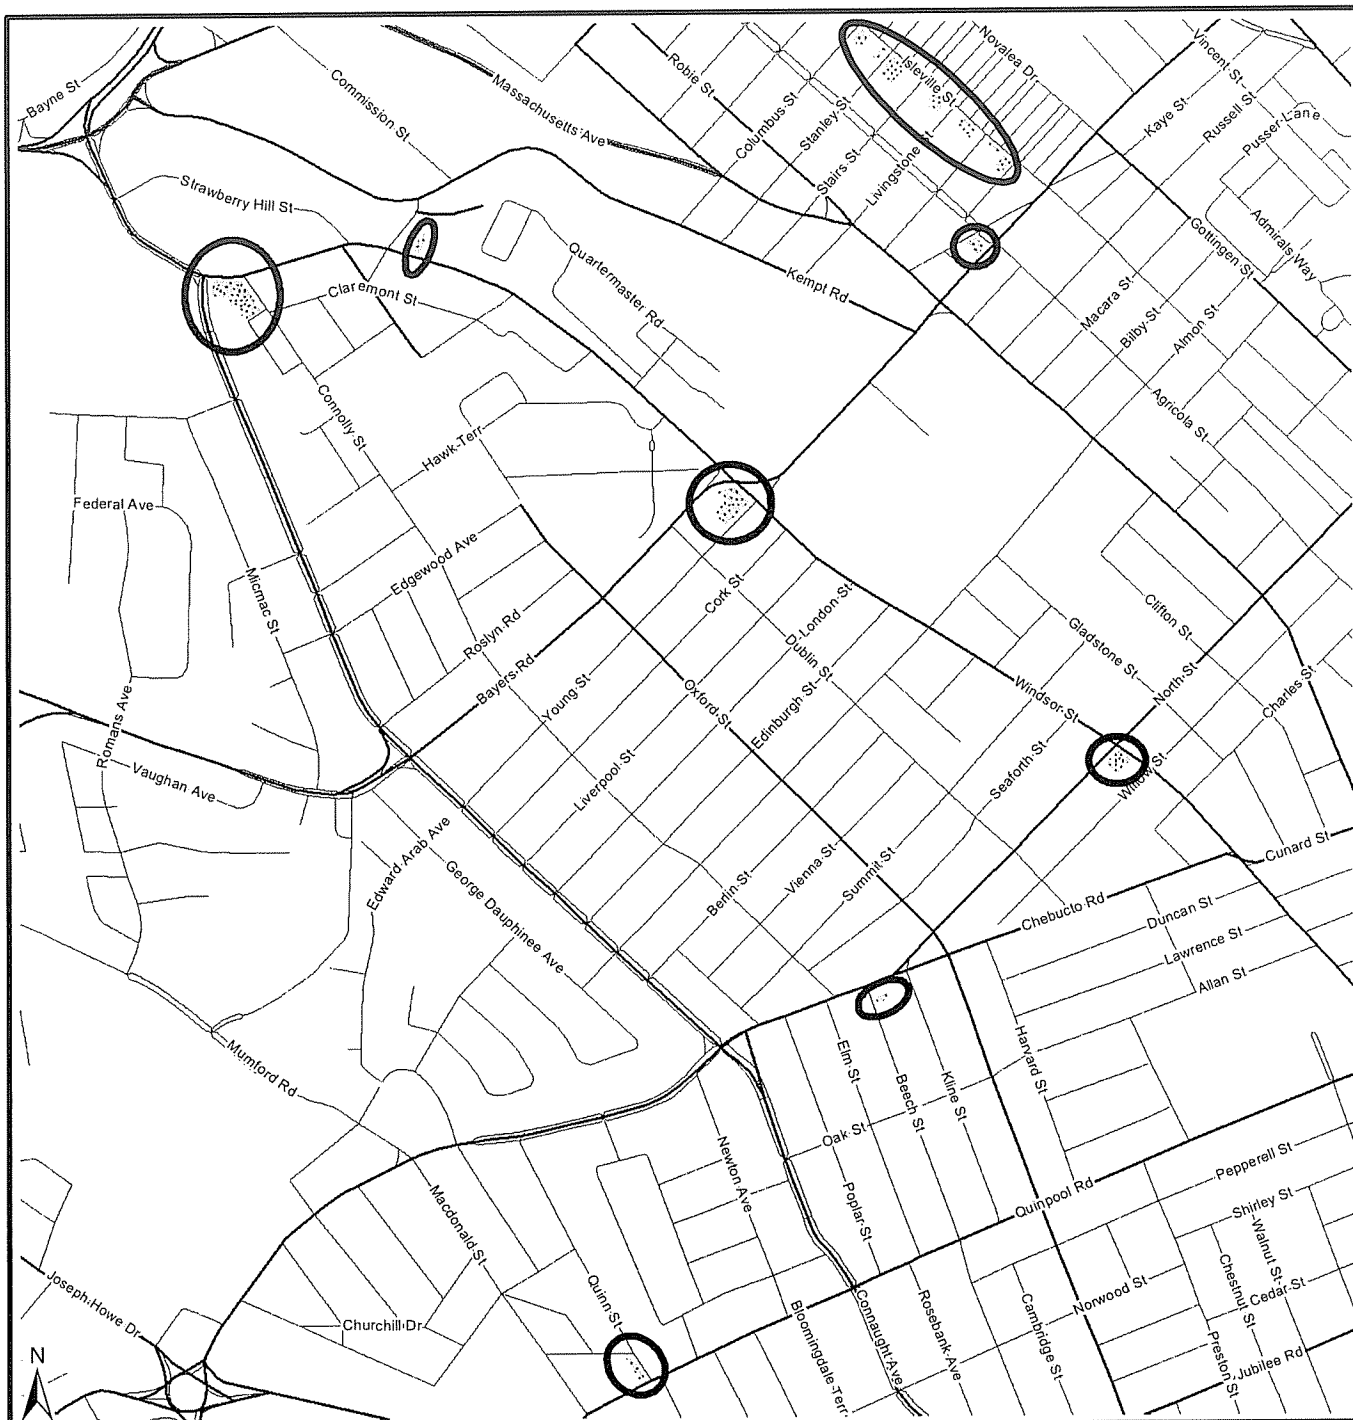 Bayne St
Commission St
Massachusetts Ave
Robie St
Columbus St
Stanley St
Stairs St
Livingstone
Isleville St
Novalea Dr
Vincent St
Kaye St
Russell St
Pusser Lane
Strawberry Hill St
Claremont St
Quartermaster Rd
Kempt Rd
Macara St
Bilby St
Almon St
Gottingen St
Admirals Way
Agricola St
Connolly St
Hawk Terr
Federal Ave
Micmac St
Edgewood Ave
Roslyn Rd
Bayers Rd
Young St
Cork St
London St
Dublin St
Oxford St
Edinburgh St
Liverpool St
Clifton St
Gladstone St
North St
Charles St
Windsor St
Willow St
Seaforth St
Romans Ave
Vaughan Ave
Edward Arab Ave
George Dauphinee Ave
Berlin St
Vienna St
Summit St
Cunard St
Chebucto Rd
Duncan St
Lawrence St
Allan St
Mumford Rd
Elm St
Beech St
Kline St
Harvard St
Oak St
Newton Ave
Poplar St
Quinpool Rd
Pepperell St
Shirley St
Walnut St
Macdonald St
Joseph Howe Dr
Churchill Dr
Quinn St
Bloomingdale Terr
Connaught Ave
Rosebank Ave
Cambridge St
Norwood St
Chestnut St
Cedar St
Preston St
Jubilee Rd
N